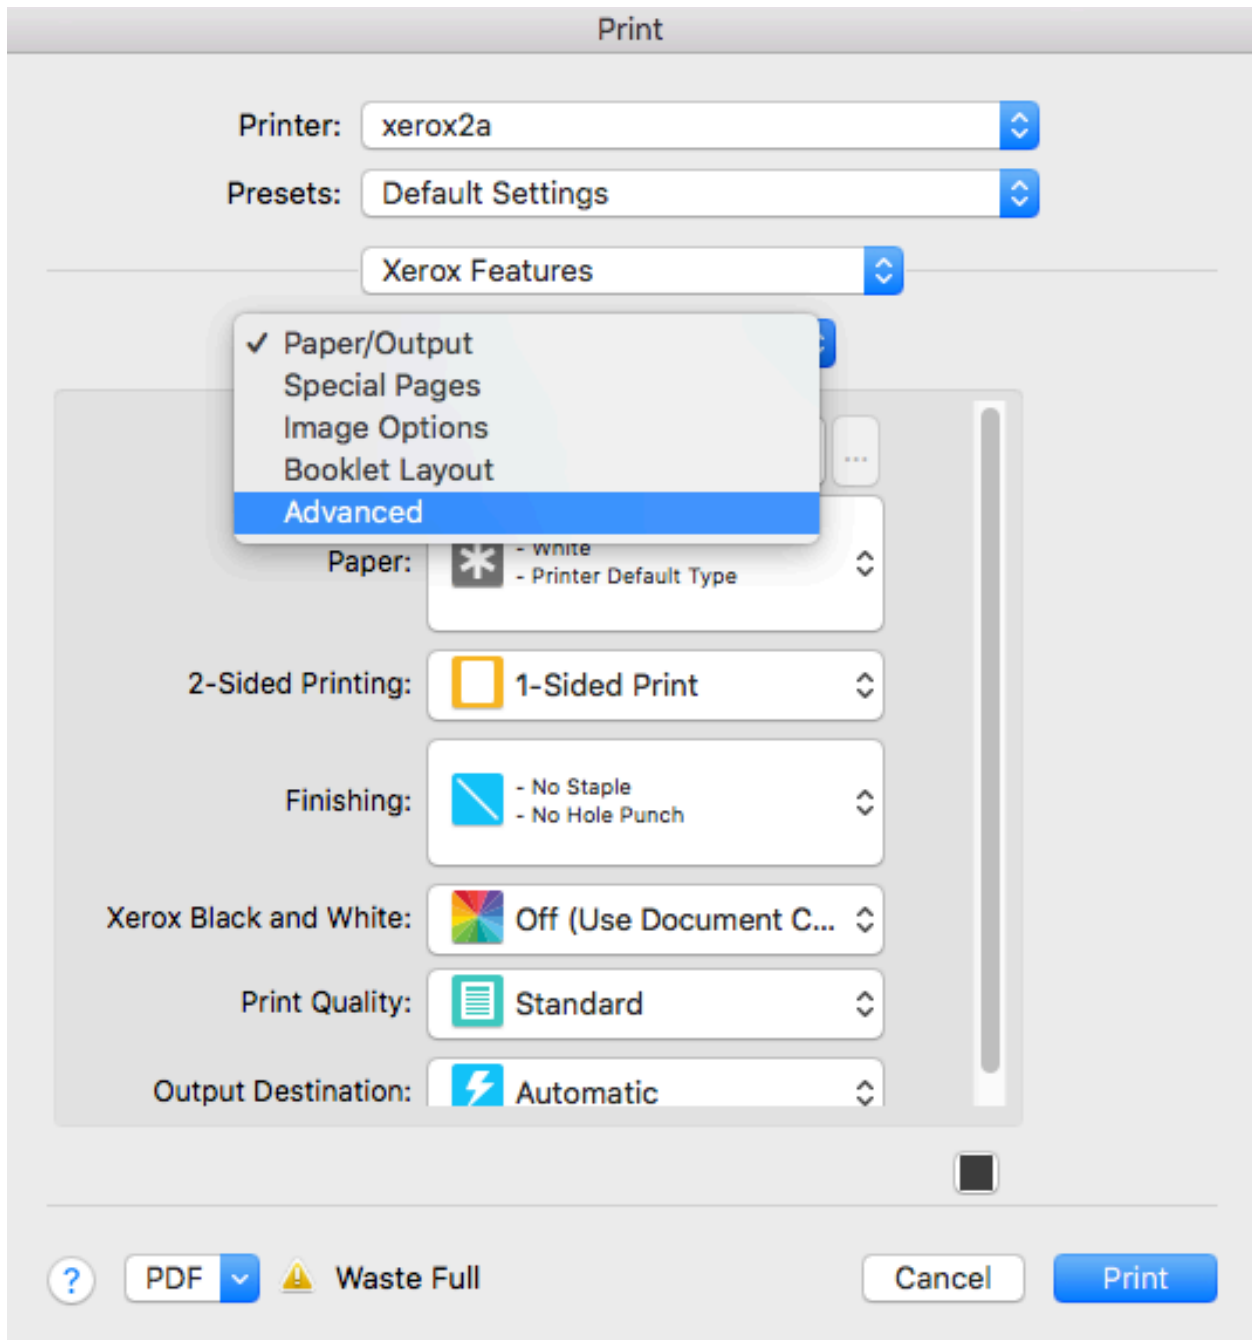 Print
Printer: xerox2a
Presets: Default Settings
Xerox Features
✓ Paper/Output
Special Pages
Image Options
Booklet Layout
Advanced
...
Paper:
- White
- Printer Default Type
2-Sided Printing: 1-Sided Print
Finishing:
- No Staple
- No Hole Punch
Xerox Black and White: Off (Use Document C...
Print Quality: Standard
Output Destination: Automatic
? PDF Waste Full Cancel Print